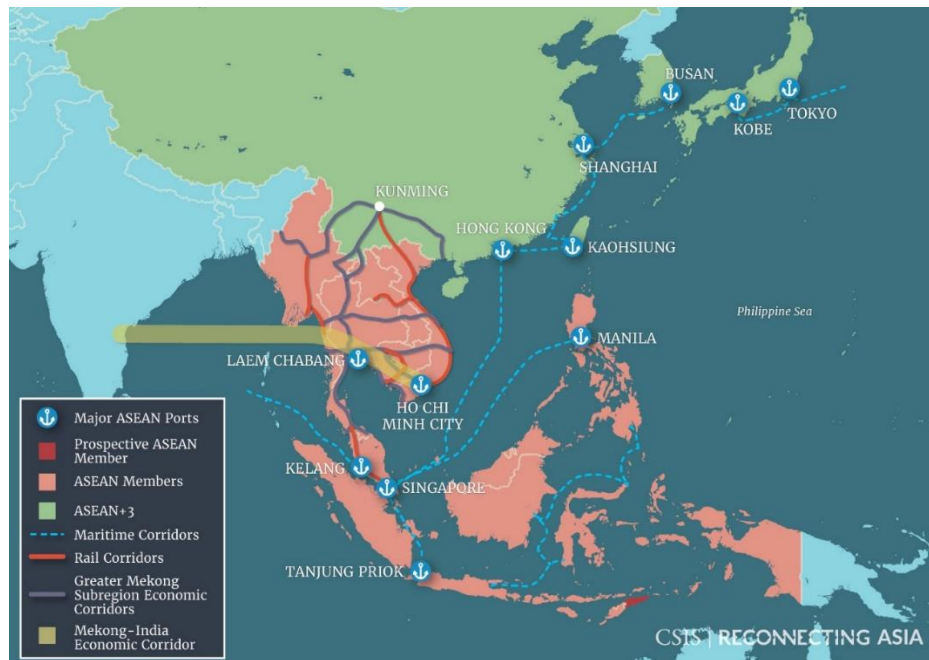 BUSAN
KOBE
TOKYO
SHANGHAI
KUNMING
HONG KONG
KAOHSIUNG
Philippine Sea
MANILA
LAEM CHABANG
HO CHI
MINH CITY
KELANG
SINGAPORE
TANJUNG PRIOK
Major ASEAN Ports
Prospective ASEAN
Member
ASEAN Members
ASEAN+3
Maritime Corridors
Rail Corridors
Greater Mekong
Subregion Economic
Corridors
Mekong-India
Economic Corridor
CSIS | RECONNECTING ASIA